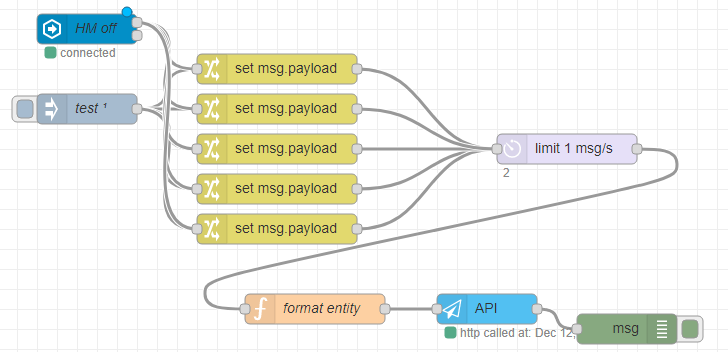 HM off
connected
test ¹
set msg.payload
set msg.payload
set msg.payload
set msg.payload
set msg.payload
limit 1 msg/s
2
format entity
API
http called at: Dec 12,
msg